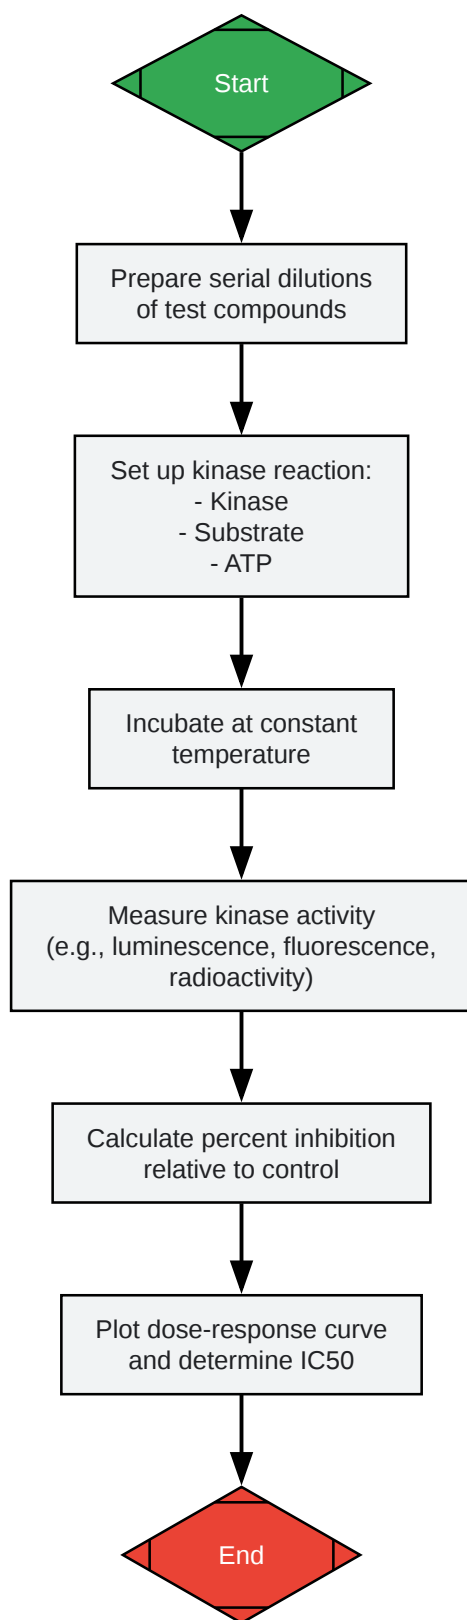 Start
Prepare serial dilutions
of test compounds
Set up kinase reaction:
- Kinase
- Substrate
- ATP
Incubate at constant
temperature
Measure kinase activity
(e.g., luminescence, fluorescence,
radioactivity)
Calculate percent inhibition
relative to control
Plot dose-response curve
and determine IC50
End